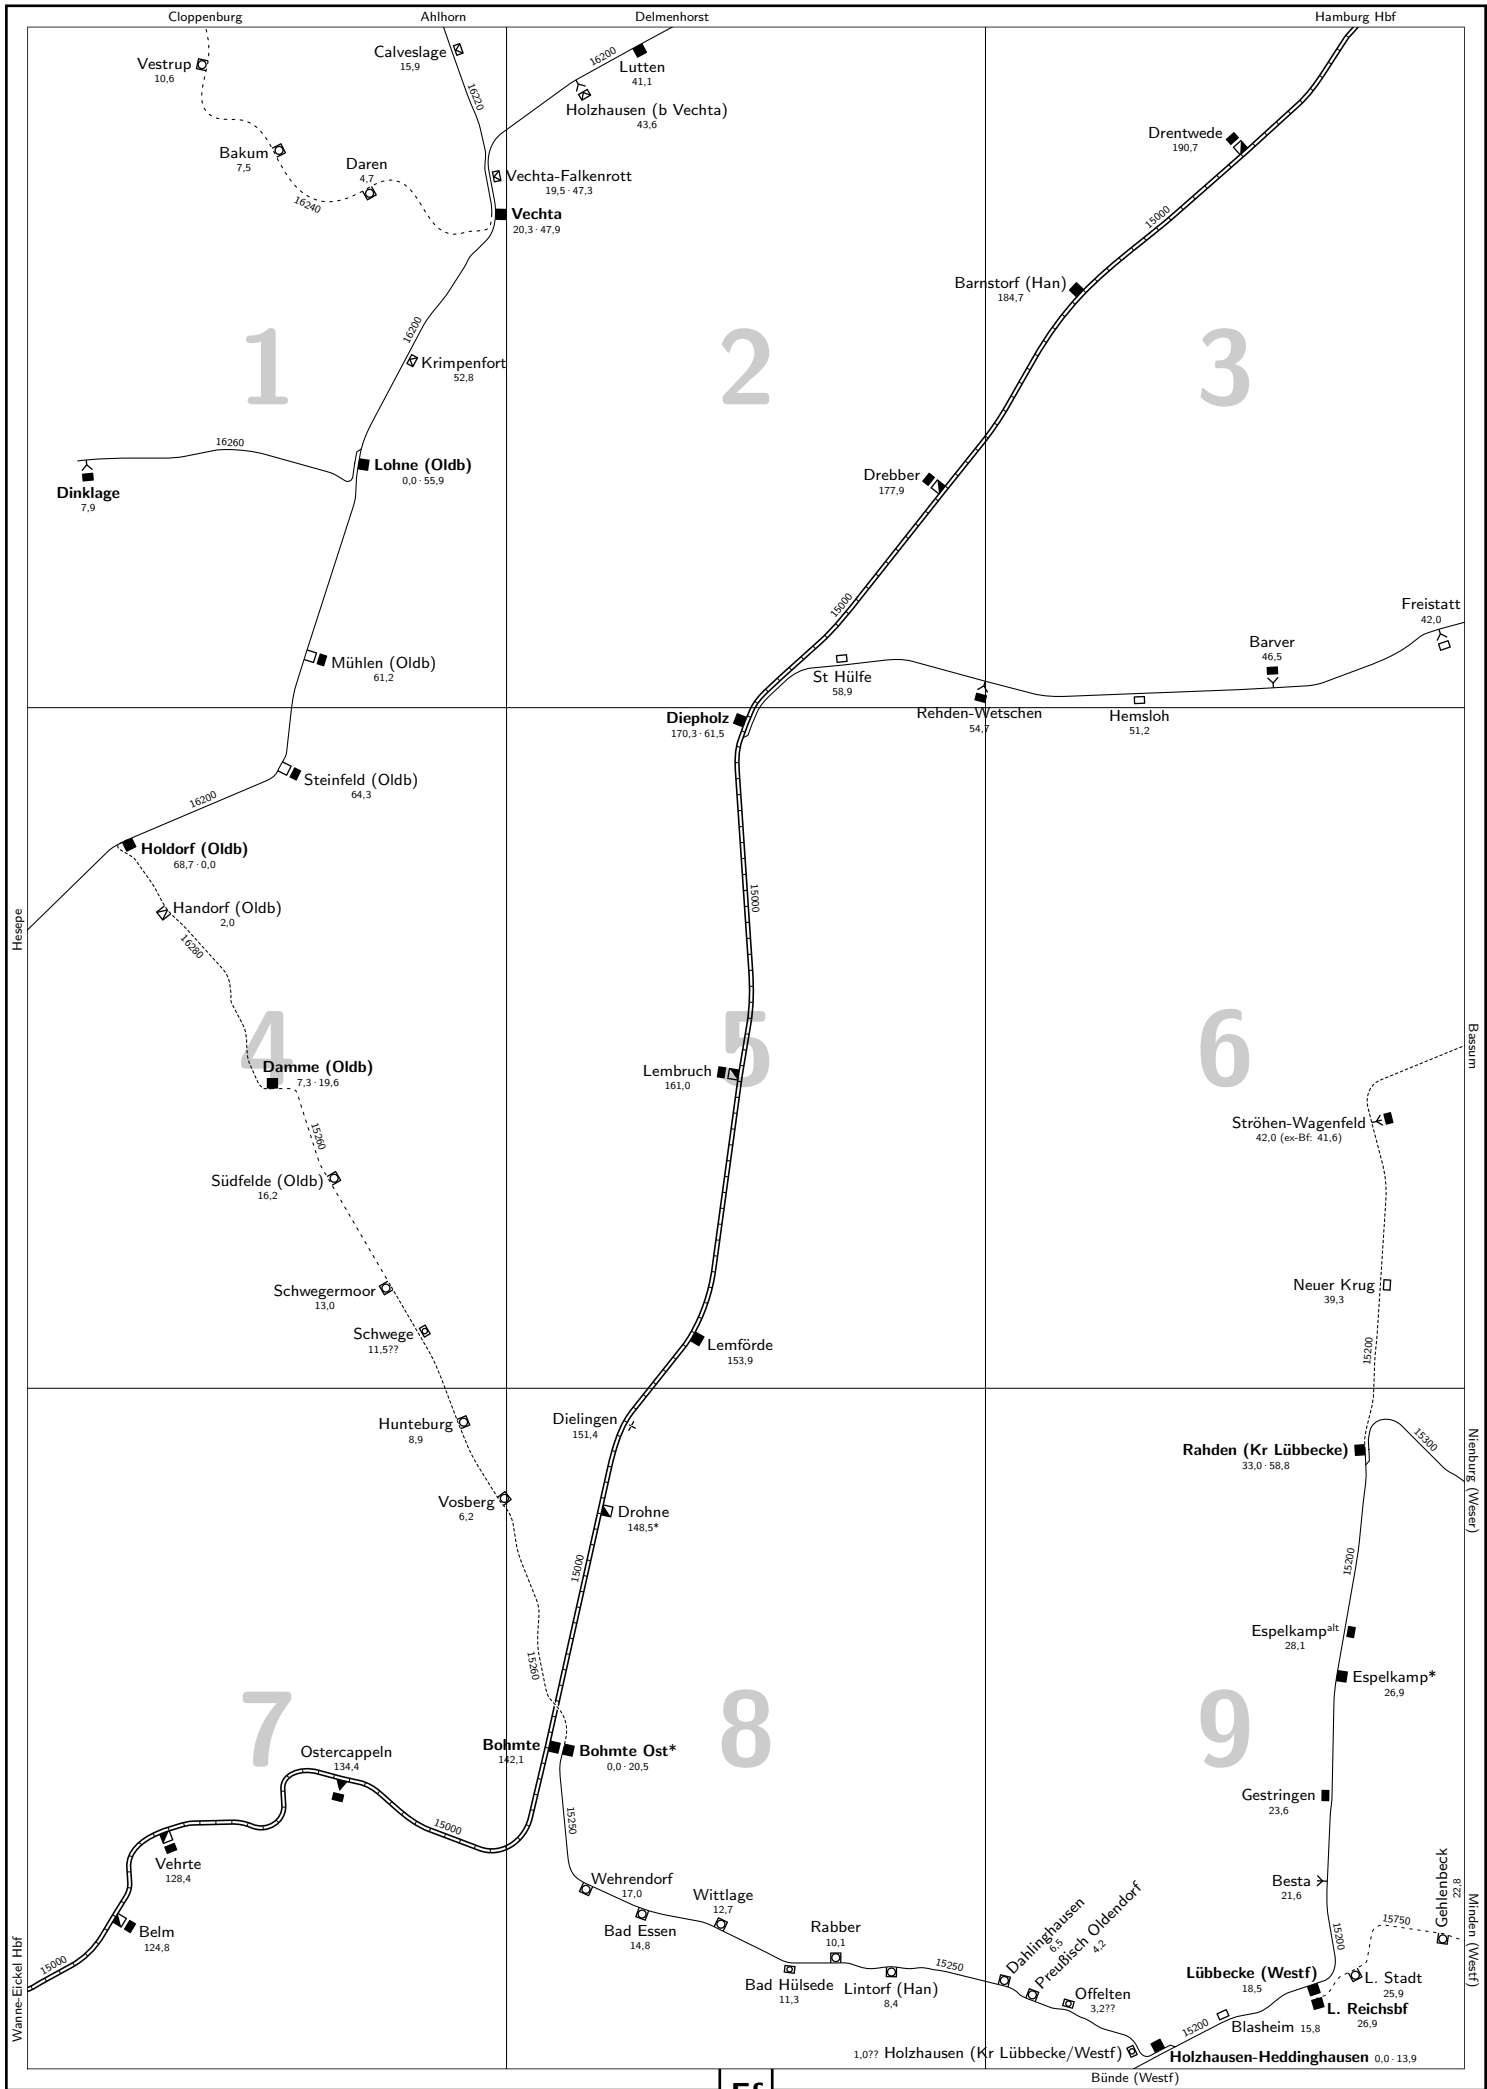 Cloppenburg
Ahlhorn
Delmenhorst
Hamburg Hbf
Vestrup
10,6
Calveslage
15,9
16220
16200
Lutten
41,1
Holzhausen (b Vechta)
43,6
Drentwede
190,7
Bakum
7,5
Daren
4,7
16240
Vechta-Falkenrott
19,5 · 47,3
Vechta
20,3 · 47,9
15000
Barnstorf (Han)
184,7
1
2
3
16200
Krimpenfort
52,8
16260
Lohne (Oldb)
0,0 · 55,9
Dinklage
7,9
Drebber
177,9
15000
Freistatt
42,0
Barver
46,5
Mühlen (Oldb)
61,2
St Hülfe
58,9
Diepholz
170,3 · 61,5
Rehden-Wetschen
54,7
Hemsloh
51,2
Steinfeld (Oldb)
64,3
16200
Holdorf (Oldb)
68,7 · 0,0
Handorf (Oldb)
2,0
16280
15000
Hesepe
4
5
6
Bassum
Damme (Oldb)
7,3 · 19,6
Lembruch
161,0
15260
Ströhen-Wagenfeld
42,0 (ex-Bf: 41,6)
Südfelde (Oldb)
16,2
Schwegermoor
13,0
Neuer Krug
39,3
Schwege
11,5??
Lemförde
153,9
15200
Hunteburg
8,9
Dielingen
151,4
Rahden (Kr Lübbecke)
33,0 · 58,8
15300
Nienburg (Weser)
Vosberg
6,2
Drohne
148,5*
15000
15200
15260
Espelkamp alt
28,1
Espelkamp*
26,9
7
8
9
Ostercappeln
134,4
Bohmte
142,1
Bohmte Ost*
0,0 · 20,5
Gestringen
23,6
15000
15250
Vehrte
128,4
Belm
124,8
15000
Wanne-Eickel Hbf
Wehrendorf
17,0
Bad Essen
14,8
Wittlage
12,7
Rabber
10,1
Bad Hülsede
11,3
Lintorf (Han)
8,4
15250
Dahlinghausen
6,5
Preußisch Oldendorf
4,2
Offelten
3,2??
Besta
21,6
15200
15750
Gehlenbeck
22,8
Minden (Westf)
Lübbecke (Westf)
18,5
L. Stadt
25,9
L. Reichsbf
26,9
Blasheim 15,8
15200
1,0?? Holzhausen (Kr Lübbecke/Westf)
Holzhausen-Heddinghausen 0,0 · 13,9
Bünde (Westf)